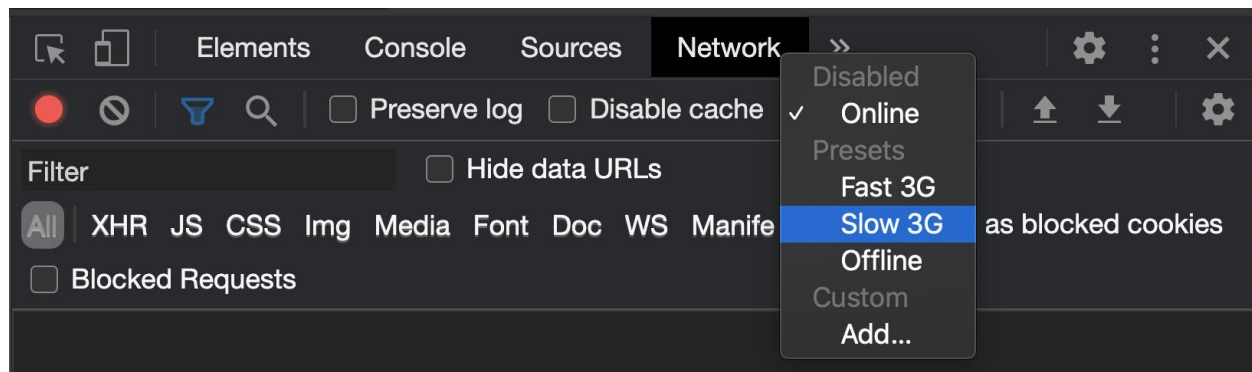 Elements Console Sources Network »
Disabled
Preserve log Disable cache ✓ Online
Presets
Filter Hide data URLs
Fast 3G
All XHR JS CSS Img Media Font Doc WS Manife Slow 3G as blocked cookies
Offline
Blocked Requests
Custom
Add...